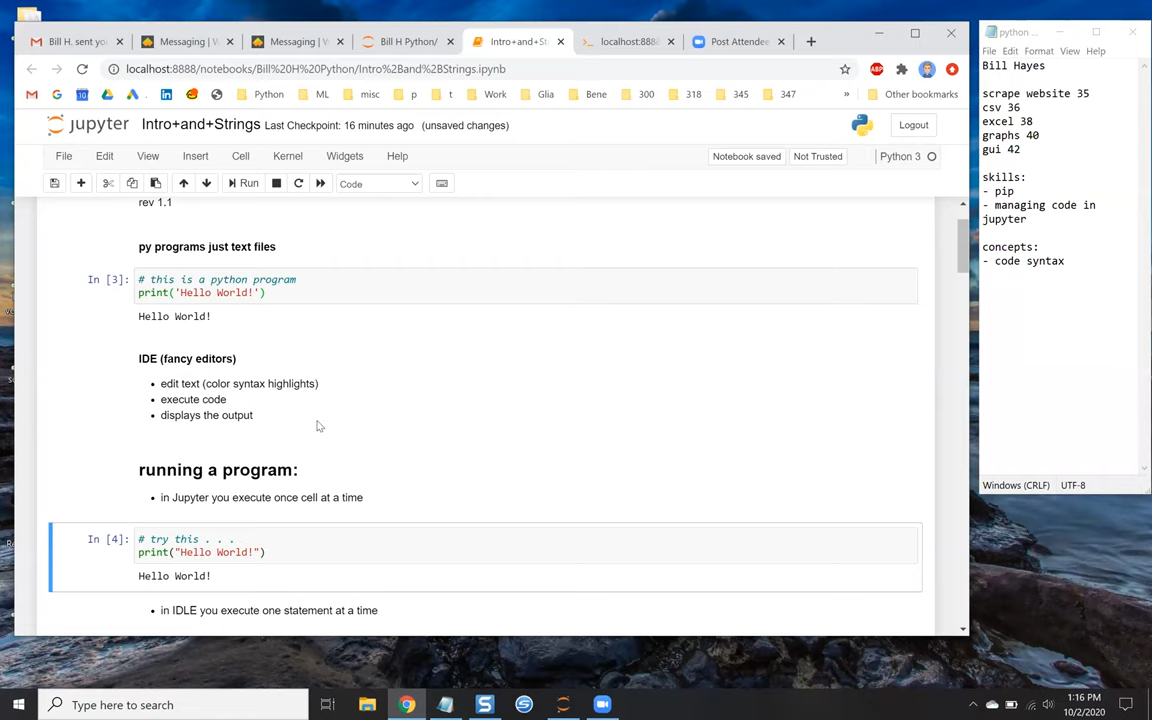 Bill H. sent you
Messaging | W
Messaging |
Bill H Python/
Intro+and+St
localhost:8888
Post Attendee
python ...
localhost:8888/notebooks/Bill%20H%20Python/Intro%2Band%2BStrings.ipynb
File Edit Format View Help
Python
ML
misc
p
t
Work
Glia
Bene
300
318
345
347
»
Other bookmarks
jupyter Intro+and+Strings Last Checkpoint: 16 minutes ago (unsaved changes)
Logout
File Edit View Insert Cell Kernel Widgets Help
Notebook saved
Not Trusted
Python 3
Run
Code
rev 1.1
py programs just text files
In [3]: # this is a python program
print('Hello World!')
Hello World!
IDE (fancy editors)
• edit text (color syntax highlights)
• execute code
• displays the output
running a program:
• in Jupyter you execute once cell at a time
In [4]: # try this . . .
print("Hello World!")
Hello World!
• in IDLE you execute one statement at a time
Bill Hayes
scrape website 35
csv 36
excel 38
graphs 40
gui 42
skills:
- pip
- managing code in
jupyter
concepts:
- code syntax
Windows (CRLF) UTF-8
Type here to search
1:16 PM
10/2/2020